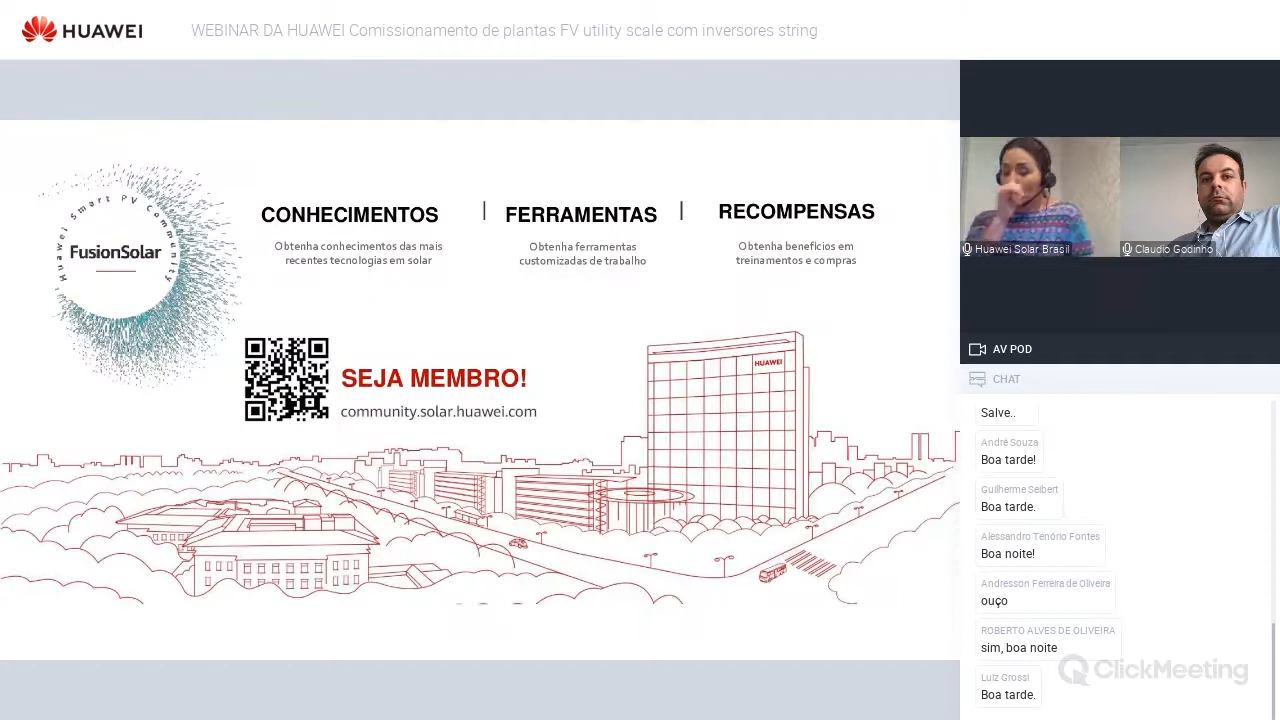 HUAWEI
WEBINAR DA HUAWEI Comissionamento de plantas FV utility scale com inversores string
Huawei Smart PV Community
FusionSolar
CONHECIMENTOS | FERRAMENTAS | RECOMPENSAS
Obtenha conhecimentos das mais
recentes tecnologias em solar
Obtenha ferramentas
customizadas de trabalho
Obtenha benefícios em
treinamentos e compras
SEJA MEMBRO!
community.solar.huawei.com
HUAWEI
Huawei Solar Brasil
Claudio Godinho
AV POD
CHAT
Salve..
André Souza
Boa tarde!
Guilherme Seibert
Boa tarde.
Alessandro Tenório Fontes
Boa noite!
Andresson Ferreira de Oliveira
ouço
ROBERTO ALVES DE OLIVEIRA
sim, boa noite
Luiz Grossi
Boa tarde.
ClickMeeting